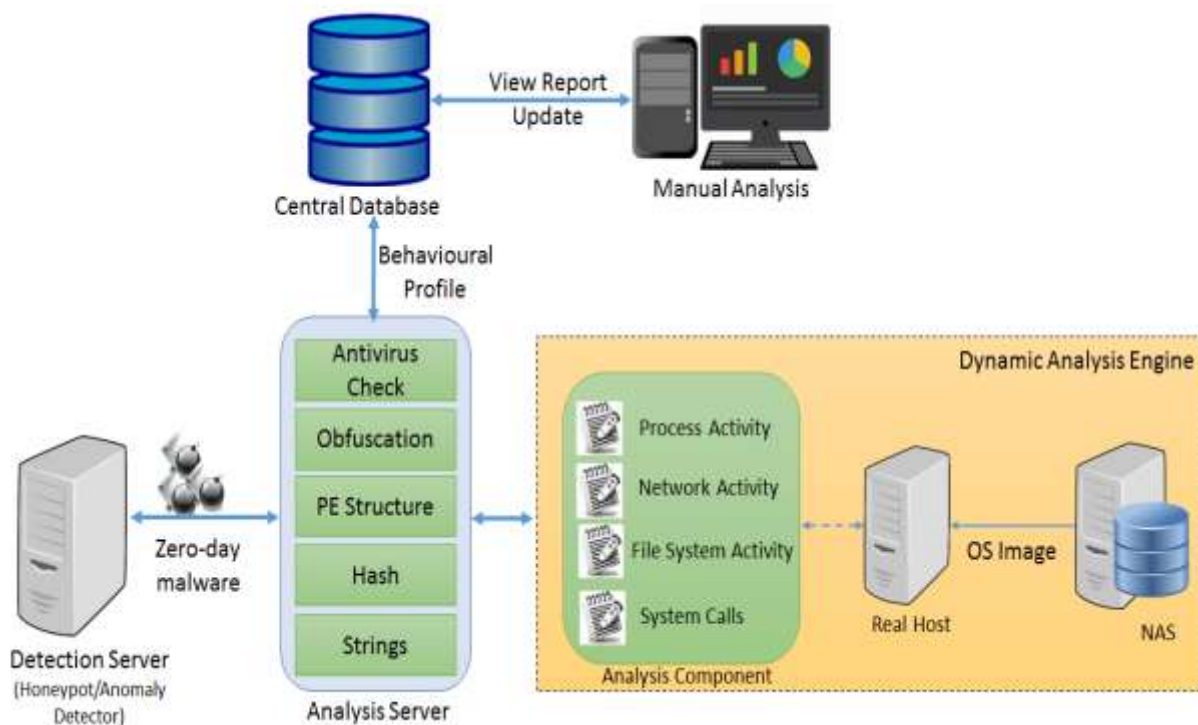 View Report
Update
Central Database
Manual Analysis
Behavioural
Profile
Antivirus
Check
Obfuscation
PE Structure
Hash
Strings
Analysis Server
Zero-day
malware
Detection Server
(Honeypot/Anomaly
Detector)
Dynamic Analysis Engine
Process Activity
Network Activity
File System Activity
System Calls
Analysis Component
Real Host
OS Image
NAS